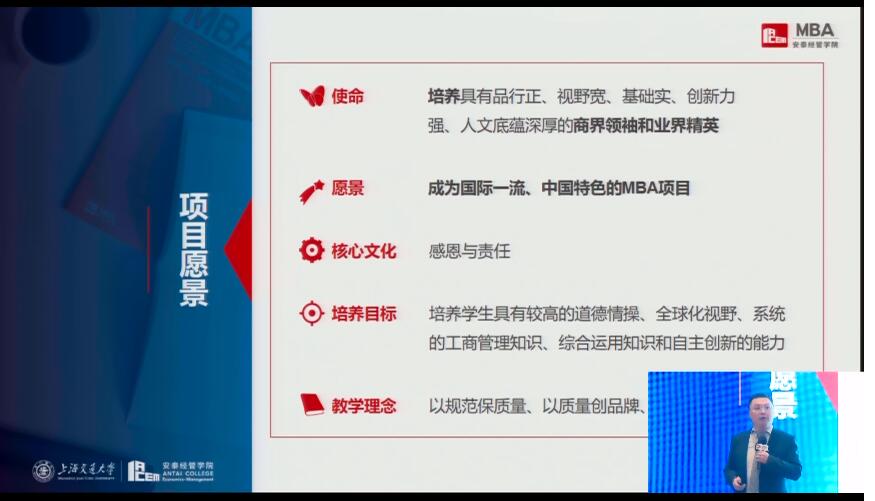 MBA
安泰经管学院
项目愿景
使命
培养具有品行正、视野宽、基础实、创新力
强、人文底蕴深厚的商界领袖和业界精英
愿景
成为国际一流、中国特色的MBA项目
核心文化
感恩与责任
培养目标
培养学生具有较高的道德情操、全球化视野、系统
的工商管理知识、综合运用知识和自主创新的能力
教学理念
以规范保质量、以质量创品牌、
愿景
上海交通大学
SHANGHAI JIAO TONG UNIVERSITY
安泰经管学院
ANTAI COLLEGE
Economics & Management
MBA